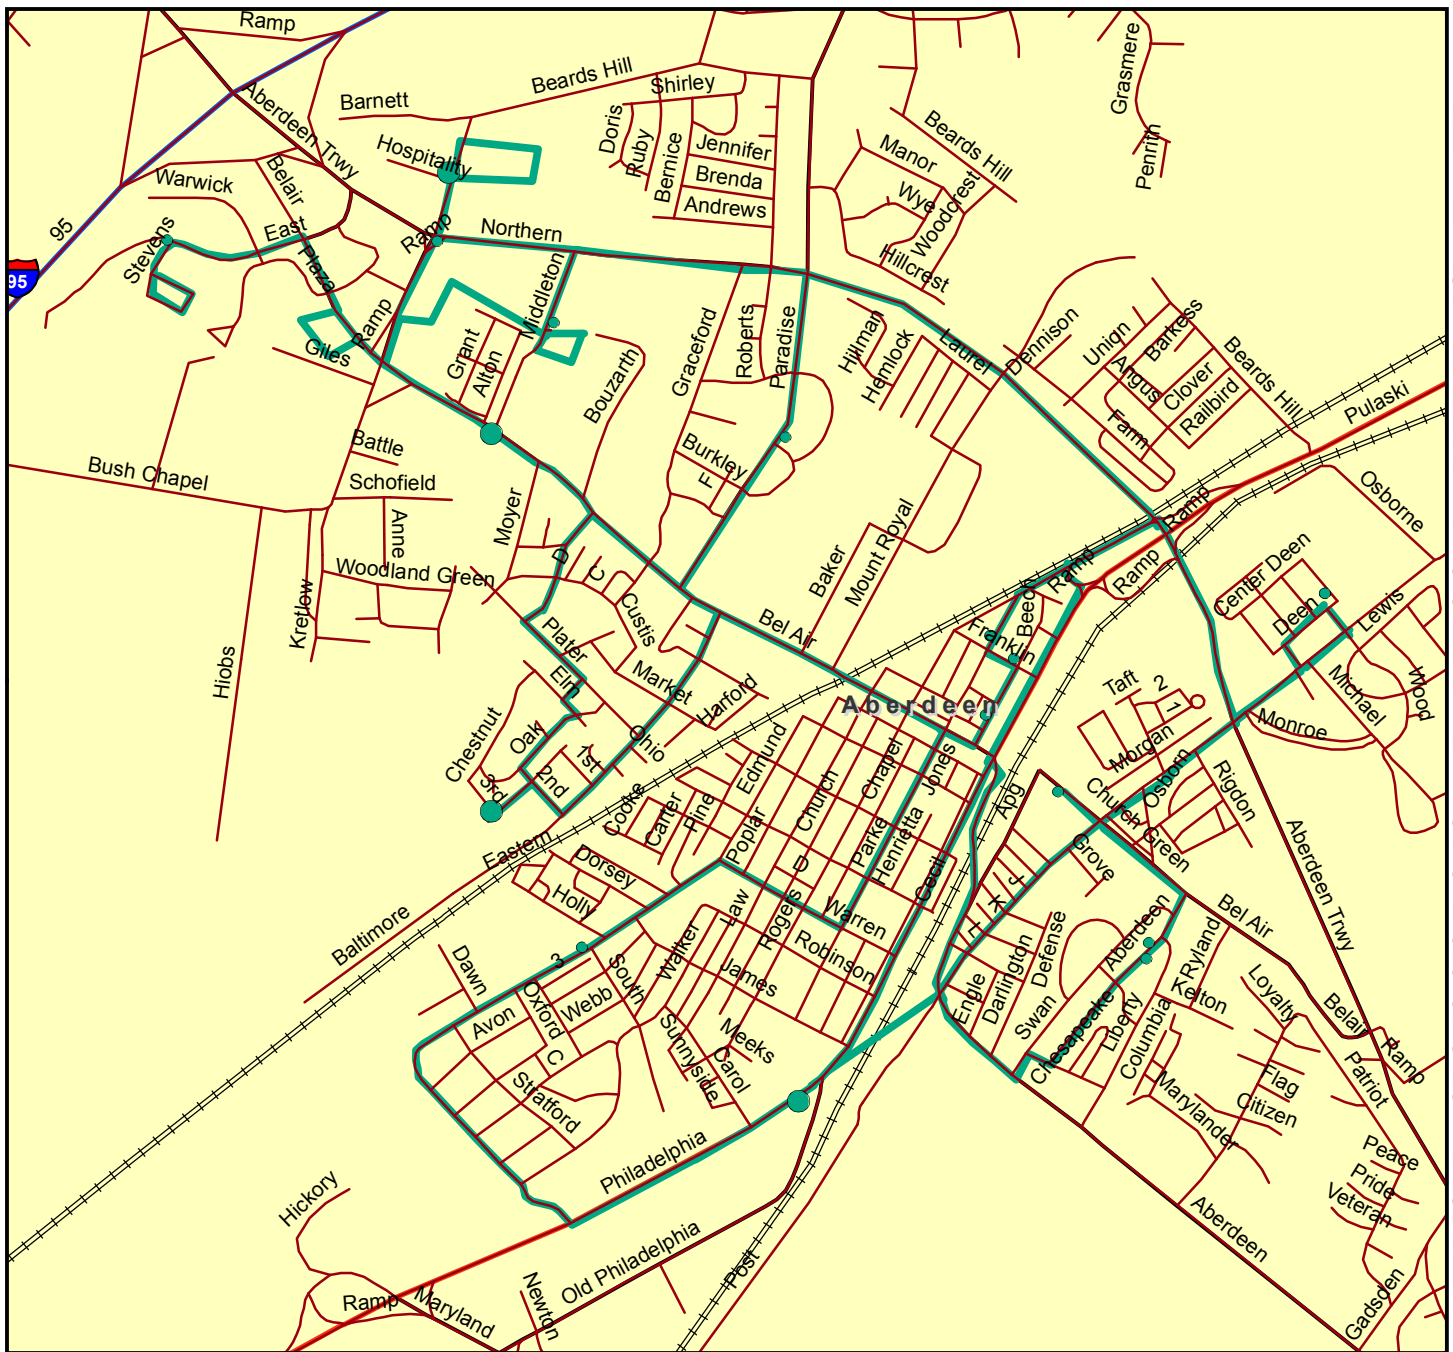 Ramp
Beards Hill
Shirley
Grasmere
Barnett
Aberdeen Trwy
Doris
Ruby
Bernice
Jennifer
Brenda
Andrews
Manor
Beards Hill
Wye
Woodcrest
Hillcrest
Penrith
Hospitality
Belair
Warwick
95
95
Stevens
East
Plaza
Ramp
Northern
Middleton
Ramp
Giles
Grant
Alton
Bouzarth
Graceford
Roberts
Paradise
Hillman
Hemlock
Laurel
Dennison
Union
Angus
Barkess
Clover
Railbird
Beards Hill
Farm
Pulaski
Battle
Bush Chapel
Schofield
Anne
Moyer
Burkley
F
Ramp
Osborne
Woodland Green
Kretlow
Hiobs
D
C
Custis
Baker
Mount Royal
Bel Air
Ramp
Ramp
Beech
Franklin
Center Deen
Deen
Lewis
Plater
Elm
Market
Harford
Aberdeen
Taft
2
1
Michael
Wood
Monroe
Chestnut
Oak
Ohio
1st
2nd
3rd
Edmund
Church
Chapel
Jones
Morgan
Osborn
Rigdon
Apg
Church Green
Cooke
Carter
Pine
Poplar
Parke
Henrietta
Cecil
Eastern
Dorsey
D
Grove
Aberdeen Trwy
Holly
Law
Rogers
Warren
J
K
L
Baltimore
Robinson
Walker
James
South
3
Dawn
Oxford
Webb
Avon
C
Stratford
Sunnyside
Meeks
Carol
Engle
Darlington
Defense
Swan
Aberdeen
Chesapeake
Liberty
Columbia
Ryland
Kelton
Bel Air
Loyalty
Belair
Ramp
Patriot
Flag
Citizen
Marylander
Peace
Pride
Veteran
Philadelphia
Hickory
Old Philadelphia
Post
Aberdeen
Ramp
Maryland
Newton
Gadsden